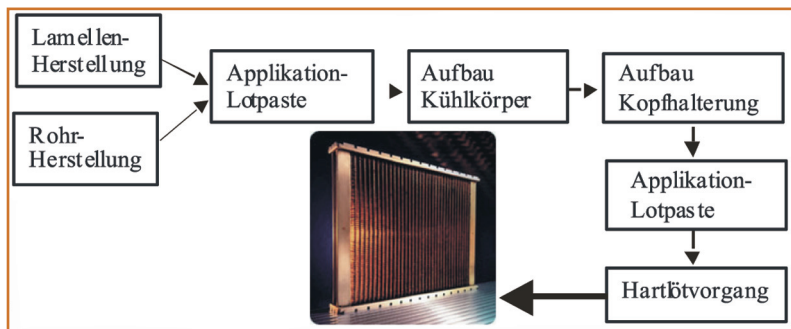 Lamellen-
Herstellung
Rohr-
Herstellung
Applikation-
Lotpaste
Aufbau
Kühlkörper
Aufbau
Kopfhalterung
Applikation-
Lotpaste
Hartlötvorgang